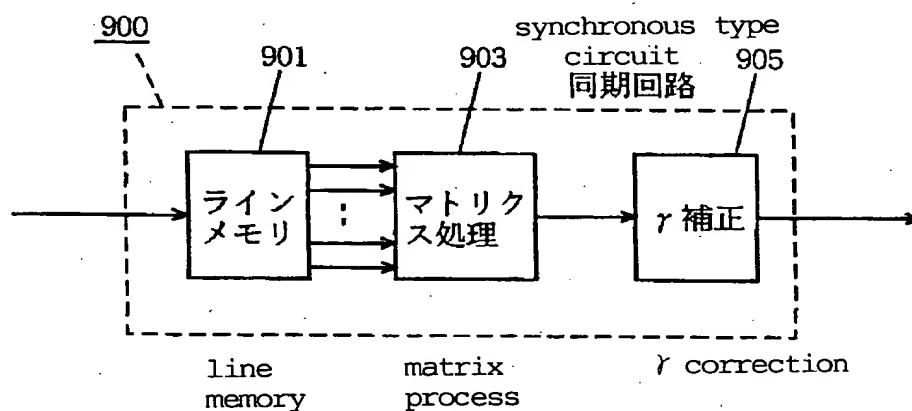 synchronous type
circuit
同期回路
900
901
903
905
ライン
メモリ
マトリク
ス処理
γ 補正
line
memory
matrix
process
γ correction